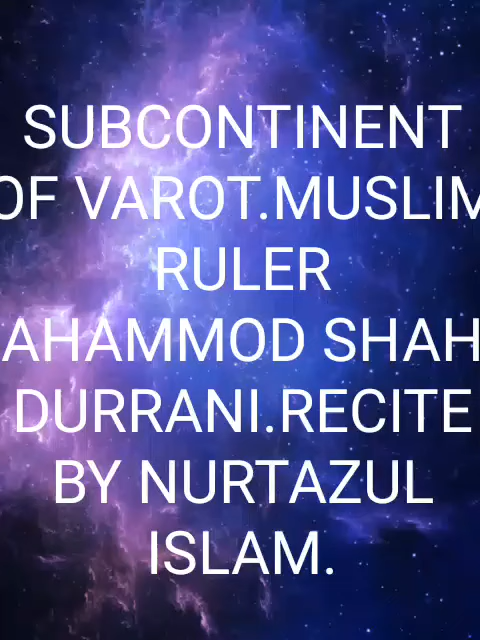 SUBCONTINENT
OF VAROT.MUSLIM
RULER
AHAMMOD SHAH
DURRANI.RECITE
BY NURTAZUL
ISLAM.